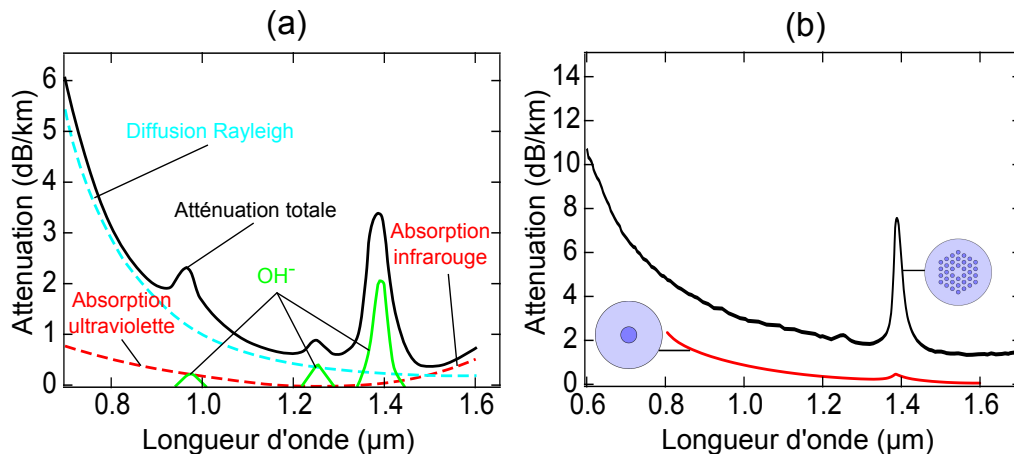 (a)
Attenuation (dB/km)
6
5
4
3
2
1
0
Diffusion Rayleigh
Atténuation totale
Absorption
infrarouge
OH⁻
Absorption
ultraviolette
0.8 1.0 1.2 1.4 1.6
Longueur d'onde (μm)
(b)
Attenuation (dB/km)
14
12
10
8
6
4
2
0
0.6 0.8 1.0 1.2 1.4 1.6
Longueur d'onde (μm)